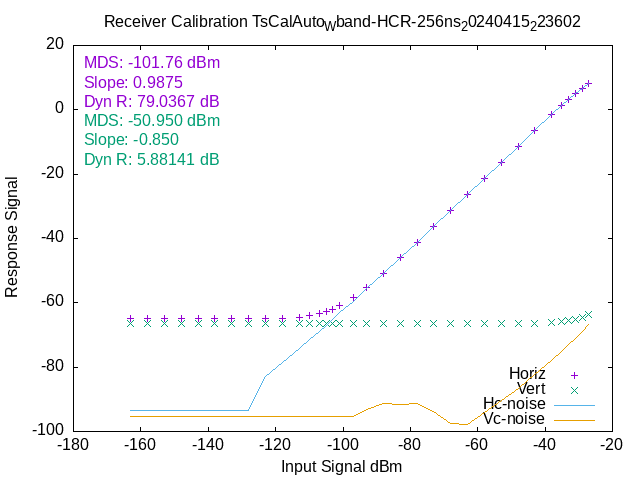 Receiver Calibration TsCalAutoWband-HCR-256ns20240415223602
MDS: -101.76 dBm
Slope: 0.9875
Dyn R: 79.0367 dB
MDS: -50.950 dBm
Slope: -0.850
Dyn R: 5.88141 dB
20
0
-20
-40
-60
-80
-100
Response Signal
Horiz
Vert
Hc-noise
Vc-noise
-180 -160 -140 -120 -100 -80 -60 -40 -20
Input Signal dBm